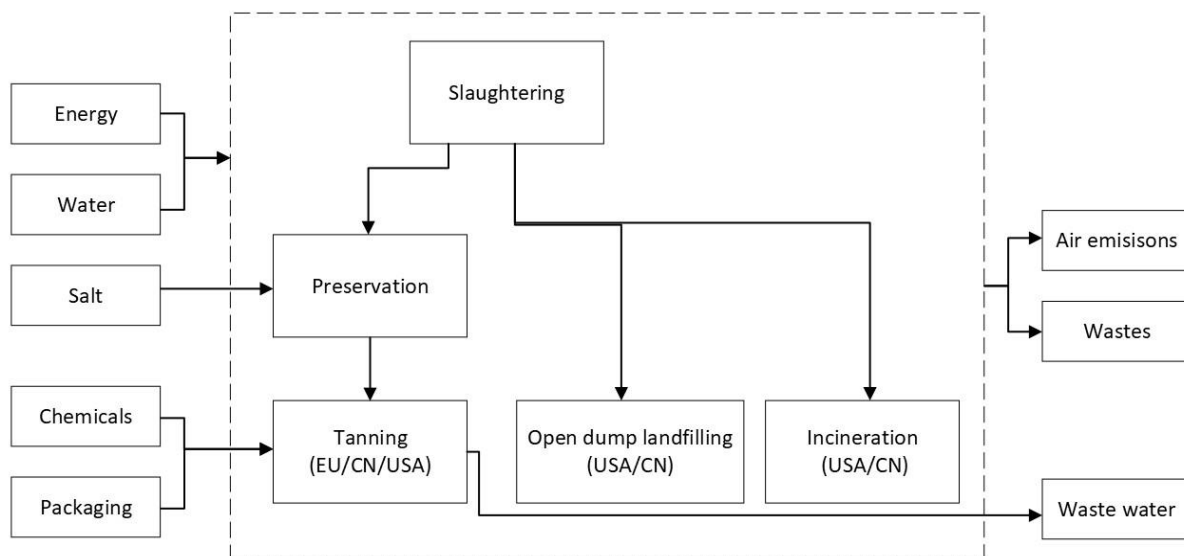 Slaughtering
Energy
Water
Salt
Preservation
Air emisisons
Wastes
Chemicals
Packaging
Tanning
(EU/CN/USA)
Open dump landfilling
(USA/CN)
Incineration
(USA/CN)
Waste water